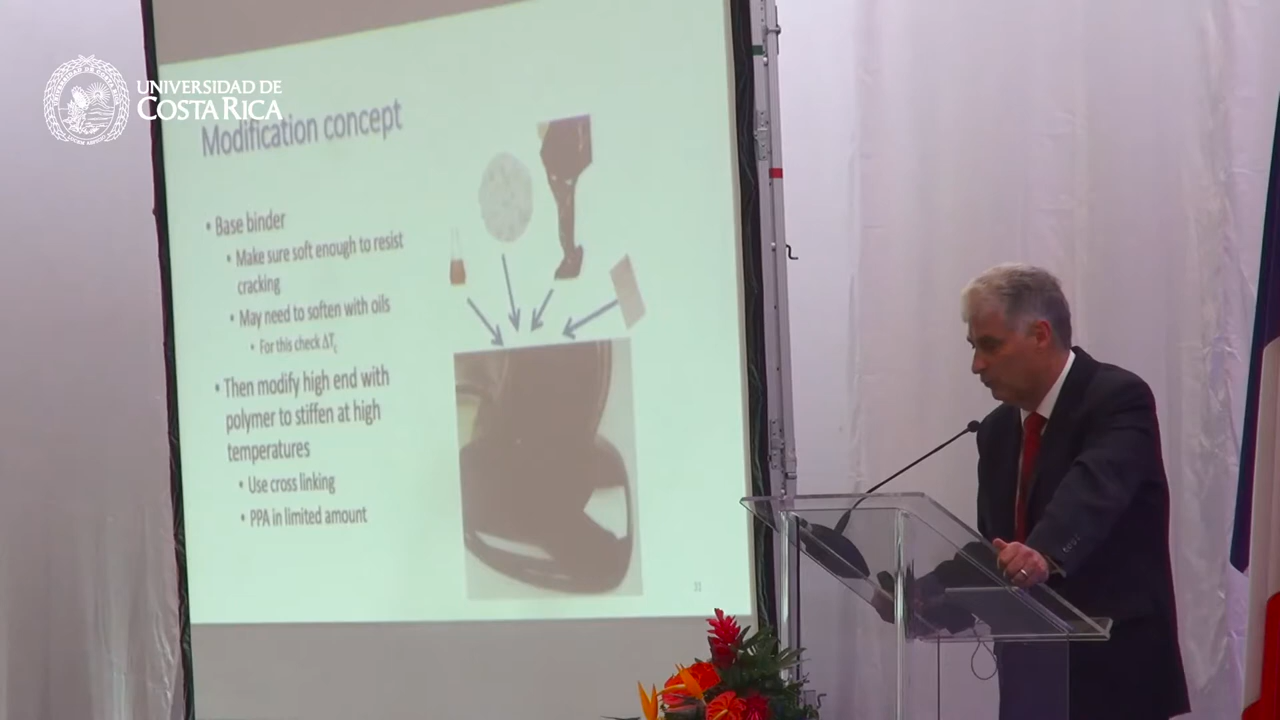 UNIVERSIDAD DE
COSTA RICA
Modification concept
• Base binder
• Make sure soft enough to resist
cracking
• May need to soften with oils
• For this check ΔTc
• Then modify high end with
polymer to stiffen at high
temperatures
• Use cross linking
• PPA in limited amount